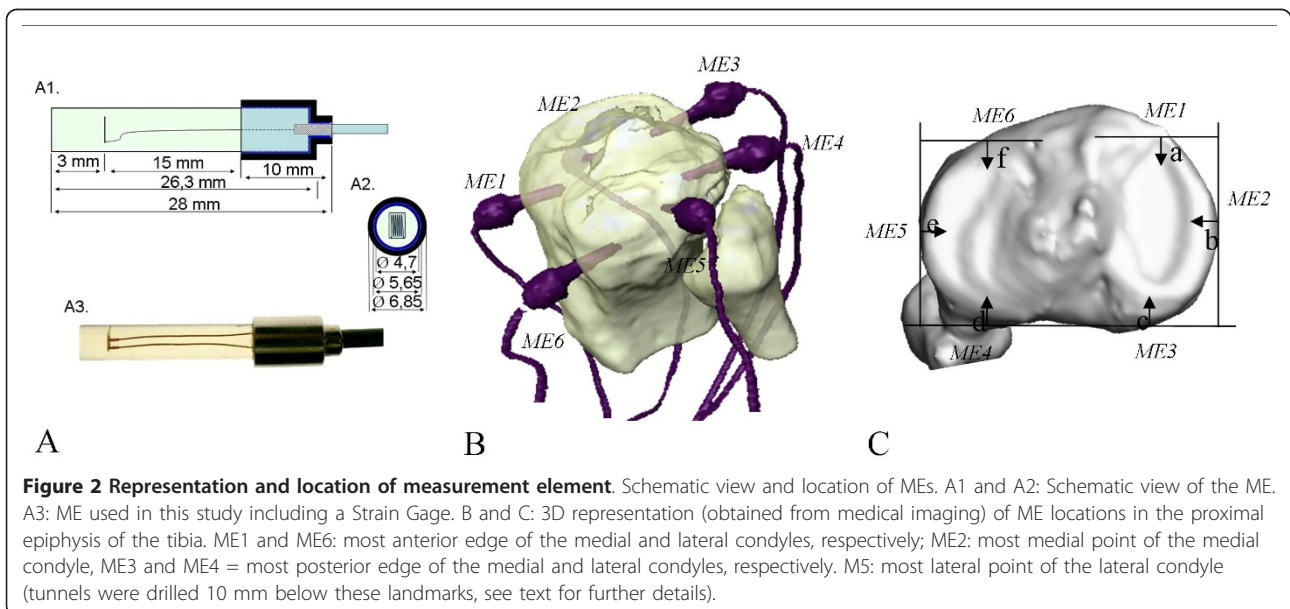 A1.
3 mm
15 mm
10 mm
26,3 mm
28 mm
A2.
Ø 4,7
Ø 5,65
Ø 6,85
A3.
A
ME3
ME2
ME4
ME1
ME5
ME6
B
ME6
ME1
f
a
ME5
e
ME2
b
d
c
ME4
ME3
C
Figure 2 Representation and location of measurement element. Schematic view and location of MEs. A1 and A2: Schematic view of the ME.
A3: ME used in this study including a Strain Gage. B and C: 3D representation (obtained from medical imaging) of ME locations in the proximal
epiphysis of the tibia. ME1 and ME6: most anterior edge of the medial and lateral condyles, respectively; ME2: most medial point of the medial
condyle, ME3 and ME4 = most posterior edge of the medial and lateral condyles, respectively. M5: most lateral point of the lateral condyle
(tunnels were drilled 10 mm below these landmarks, see text for further details).